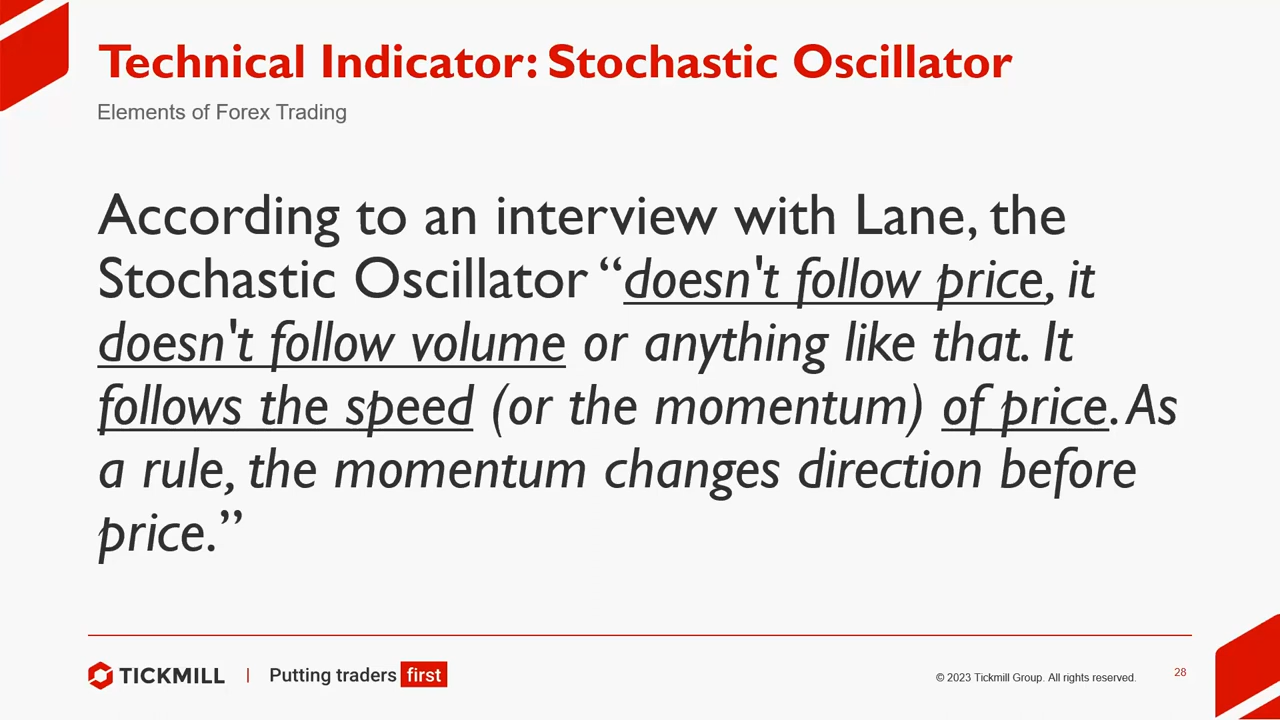 Technical Indicator: Stochastic Oscillator
Elements of Forex Trading
According to an interview with Lane, the
Stochastic Oscillator “doesn't follow price, it
doesn't follow volume or anything like that. It
follows the speed (or the momentum) of price. As
a rule, the momentum changes direction before
price.”
TICKMILL | Putting traders first
© 2023 Tickmill Group. All rights reserved.
28